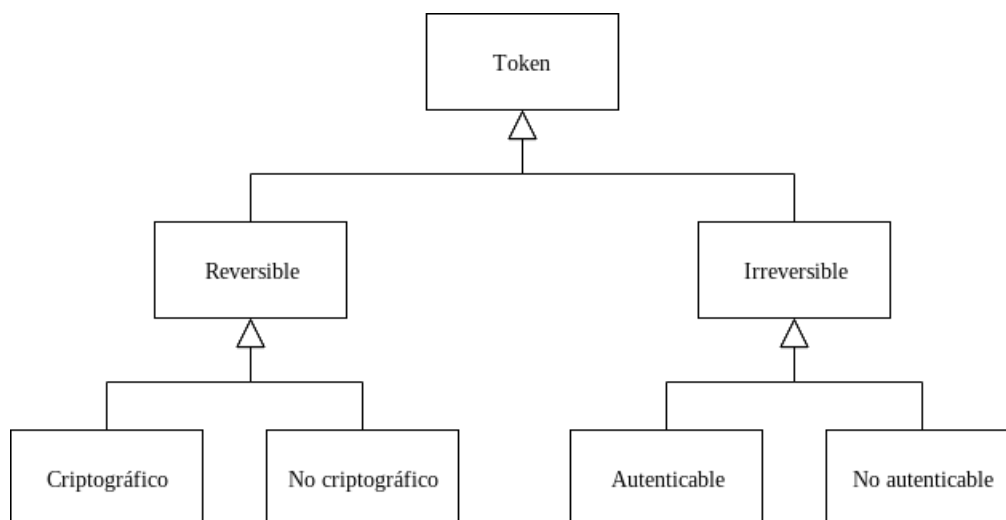 Token
Reversible
Irreversible
Criptográfico
No criptográfico
Autenticable
No autenticable